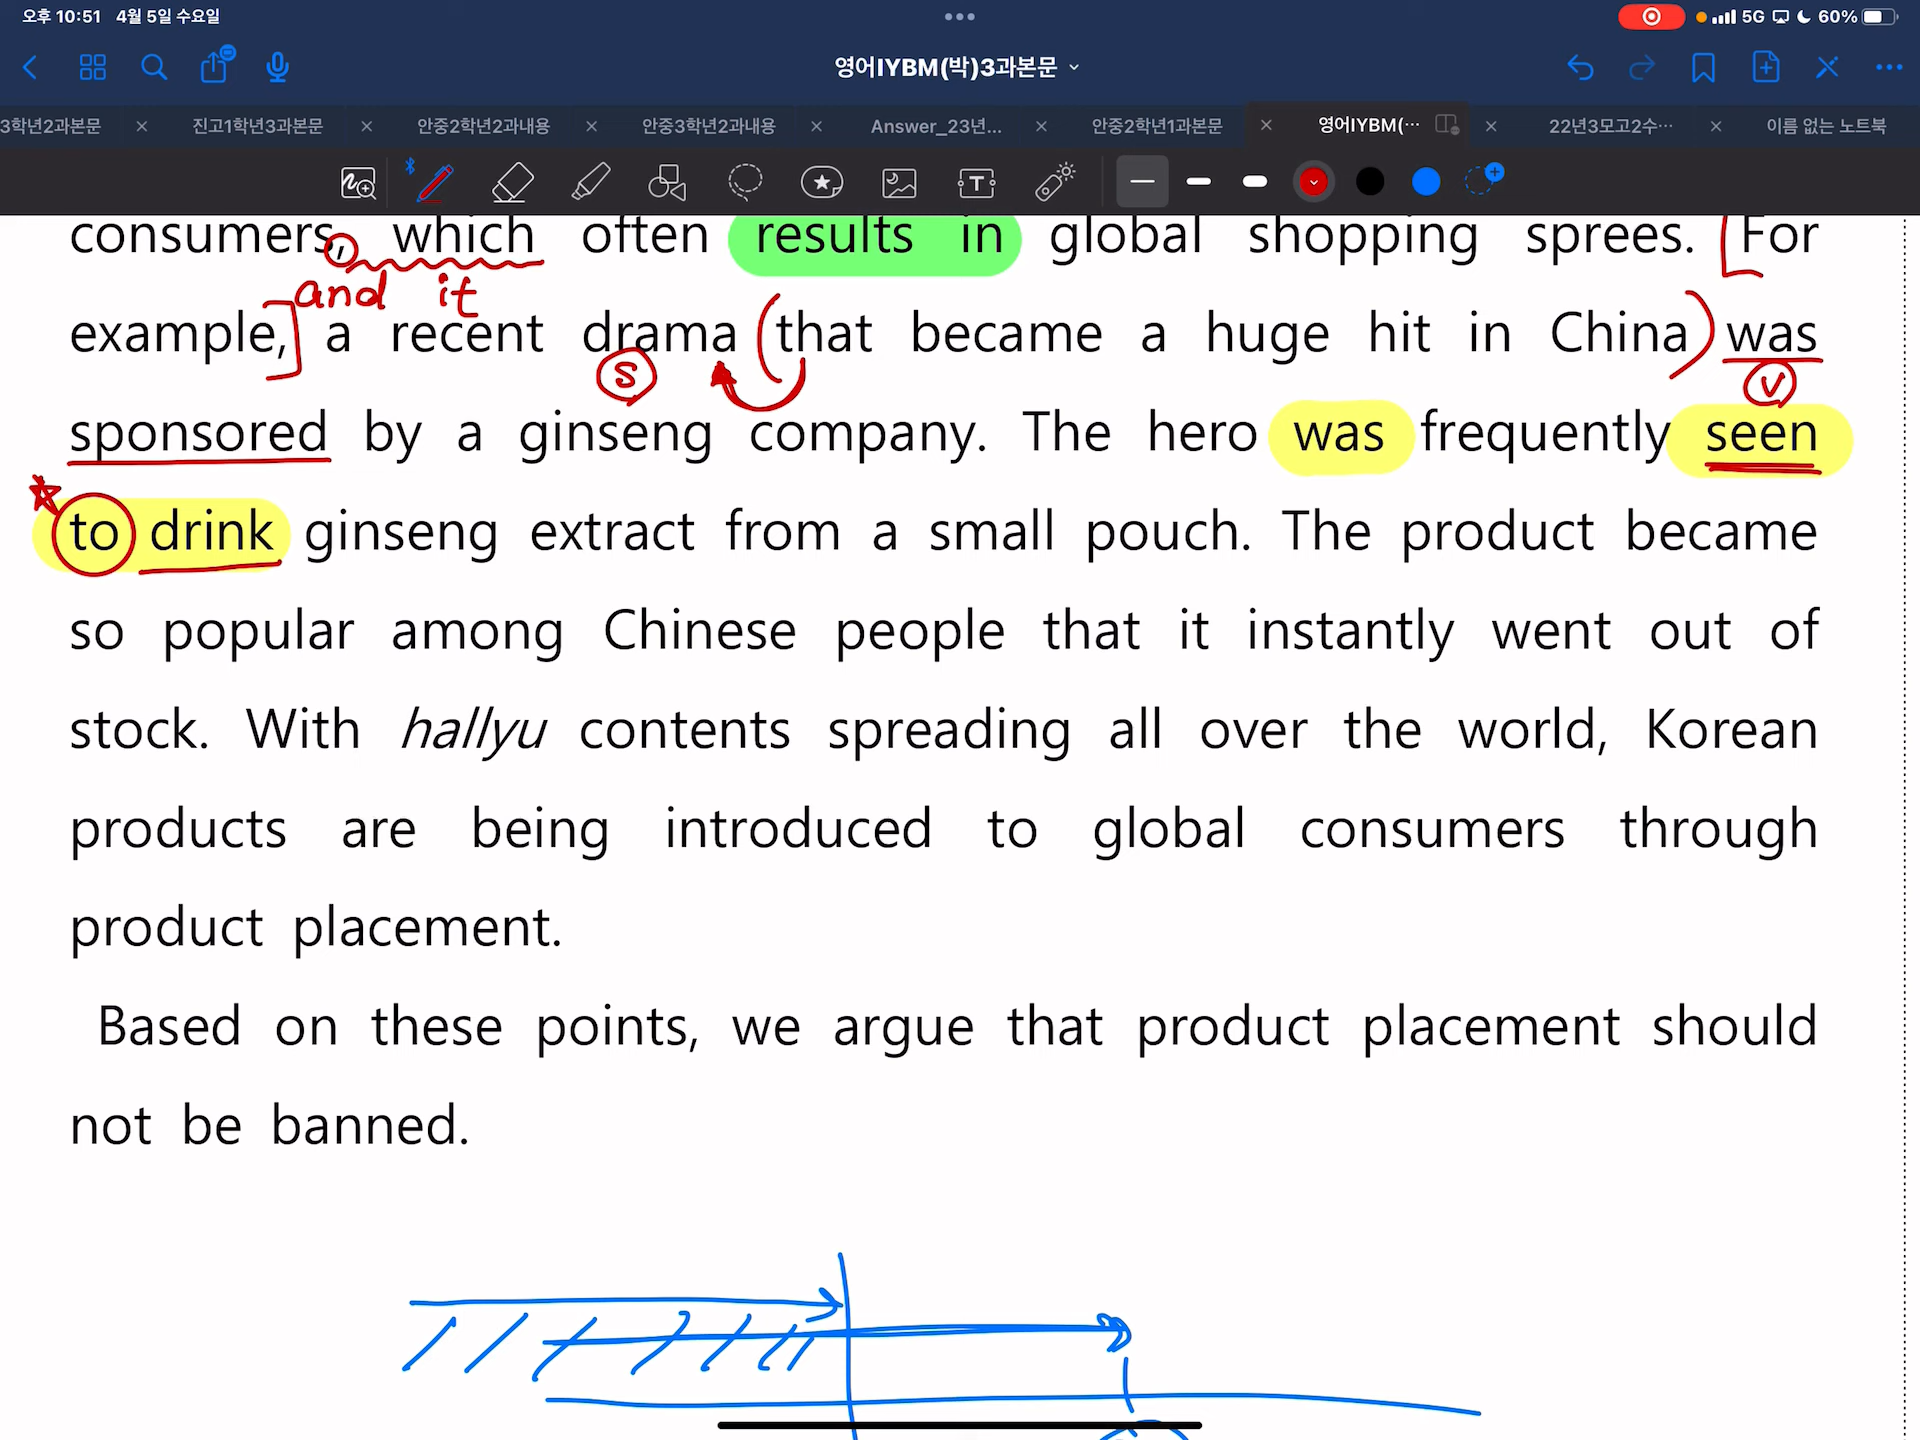 오후 10:51 4월 5일 수요일
5G 60%
영어IYBM(박)3과본문
3학년2과본문 진고1학년3과본문 안중2학년2과내용 안중3학년2과내용 Answer_23년... 안중2학년1과본문 영어IYBM(... 22년3모고2수... 이름 없는 노트북
consumers, which often results in global shopping sprees. For
and it
example, a recent drama that became a huge hit in China was
S V
sponsored by a ginseng company. The hero was frequently seen
to drink ginseng extract from a small pouch. The product became
so popular among Chinese people that it instantly went out of
stock. With hallyu contents spreading all over the world, Korean
products are being introduced to global consumers through
product placement.
Based on these points, we argue that product placement should
not be banned.